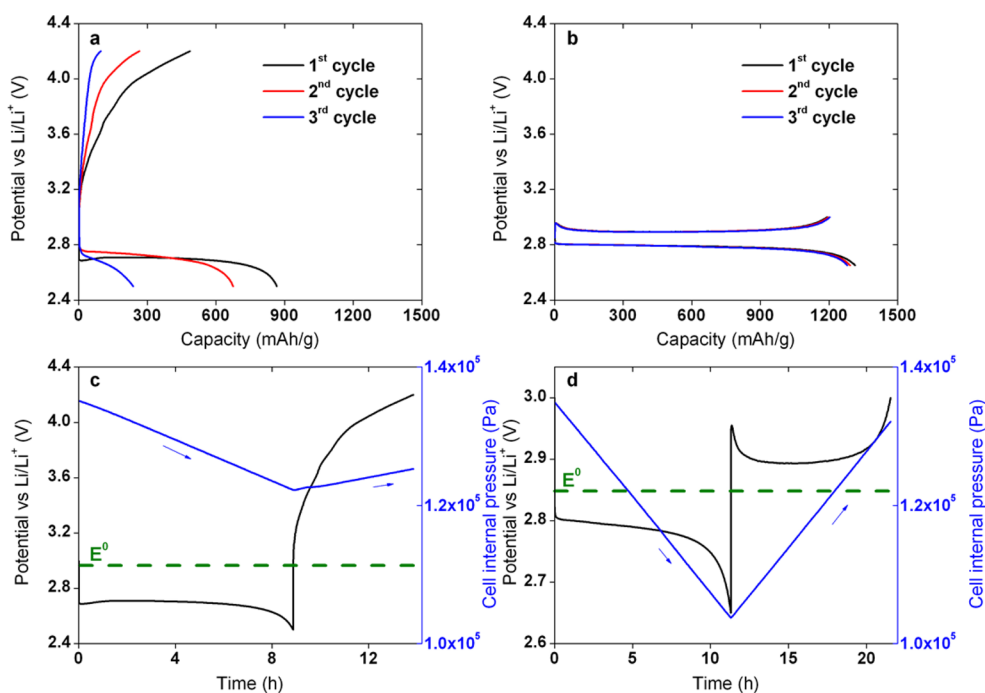 a
4.4
4.0
3.6
3.2
2.8
2.4
Potential vs Li/Li⁺ (V)
1ˢᵗ cycle
2ⁿᵈ cycle
3ʳᵈ cycle
0 300 600 900 1200 1500
Capacity (mAh/g)
b
4.4
4.0
3.6
3.2
2.8
2.4
Potential vs Li/Li⁺ (V)
1ˢᵗ cycle
2ⁿᵈ cycle
3ʳᵈ cycle
0 300 600 900 1200 1500
Capacity (mAh/g)
c
4.4
4.0
3.6
3.2
2.8
2.4
Potential vs Li/Li⁺ (V)
E⁰
1.4x10⁵
1.2x10⁵
1.0x10⁵
Cell internal pressure (Pa)
0 4 8 12
Time (h)
d
3.0
2.9
2.8
2.7
2.6
Potential vs Li/Li⁺ (V)
E⁰
1.4x10⁵
1.2x10⁵
1.0x10⁵
Cell internal pressure (Pa)
0 5 10 15 20
Time (h)